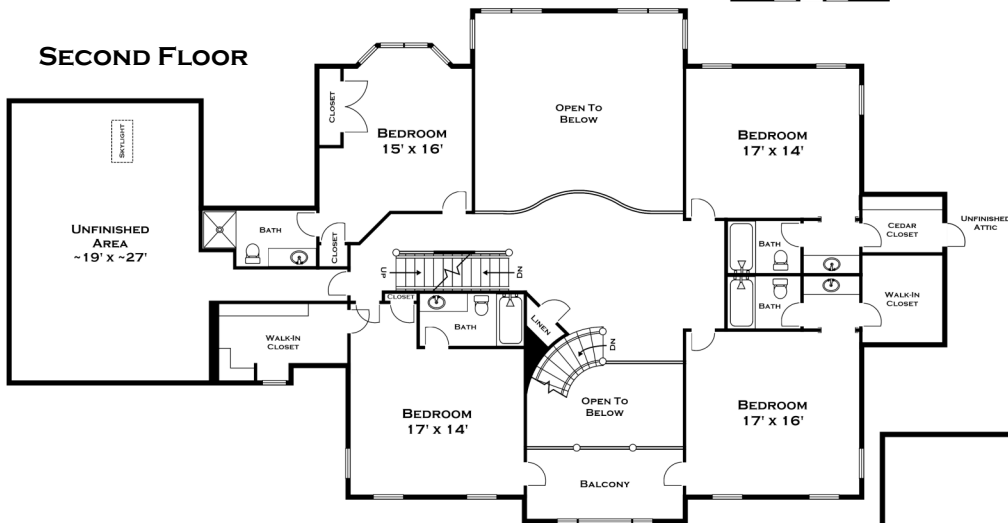 SECOND FLOOR
OPEN TO
BELOW
CLOSET
BEDROOM
15' X 16'
BEDROOM
17' X 14'
SKYLIGHT
UNFINISHED
AREA
~19' X ~27'
BATH
CLOSET
BATH
CEDAR
CLOSET
UNFINISHED
ATTIC
UP
DN
CLOSET
BATH
LINEN
BATH
WALK-IN
CLOSET
WALK-IN
CLOSET
DN
OPEN TO
BELOW
BEDROOM
17' X 14'
BEDROOM
17' X 16'
BALCONY